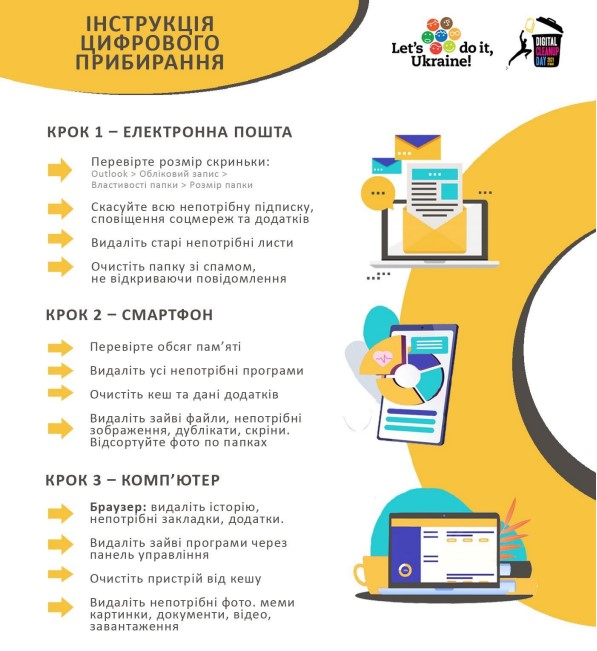 ІНСТРУКЦІЯ
ЦИФРОВОГО
ПРИБИРАННЯ
Let's do it,
Ukraine!
DIGITAL
CLEANUP
DAY
КРОК 1 – ЕЛЕКТРОННА ПОШТА
Перевірте розмір скриньки:
Outlook > Обліковий запис >
Властивості папки > Розмір папки
Скасуйте всю непотрібну підписку,
сповіщення соцмереж та додатків
Видаліть старі непотрібні листи
Очистіть папку зі спамом,
не відкриваючи повідомлення
КРОК 2 – СМАРТФОН
Перевірте обсяг пам’яті
Видаліть усі непотрібні програми
Очистіть кеш та дані додатків
Видаліть зайві файли, непотрібні
зображення, дублікати, скріни.
Відсортуйте фото по папках
КРОК 3 – КОМП’ЮТЕР
Браузер: видаліть історію,
непотрібні закладки, додатки.
Видаліть зайві програми через
панель управління
Очистіть пристрій від кешу
Видаліть непотрібні фото. меми
картинки, документи, відео,
завантаження